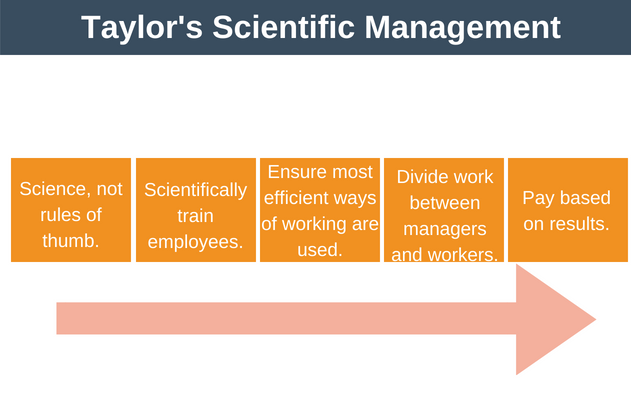 Taylor's Scientific Management
Science, not
rules of
thumb.
Scientifically
train
employees.
Ensure most
efficient ways
of working are
used.
Divide work
between
managers
and workers.
Pay based
on results.